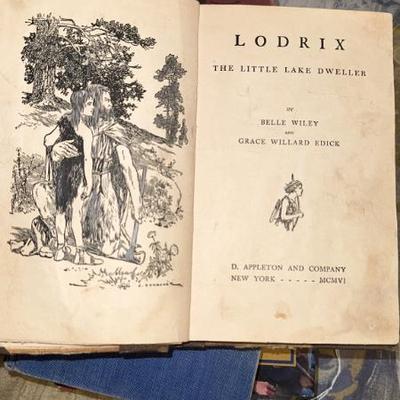 LODRIX
THE LITTLE LAKE DWELLER
BY
BELLE WILEY
AND
GRACE WILLARD EDICK
D. APPLETON AND COMPANY
NEW YORK - - - - - MCMVI